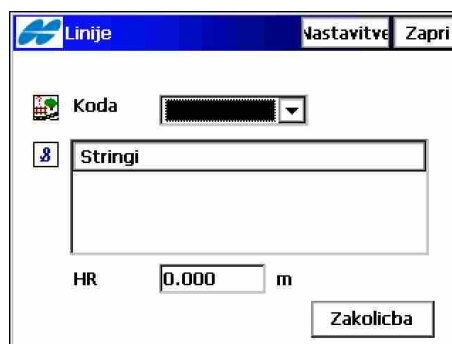 Linije Nastavitve Zapri
Koda
Stringi
HR 0.000 m
Zakolicba